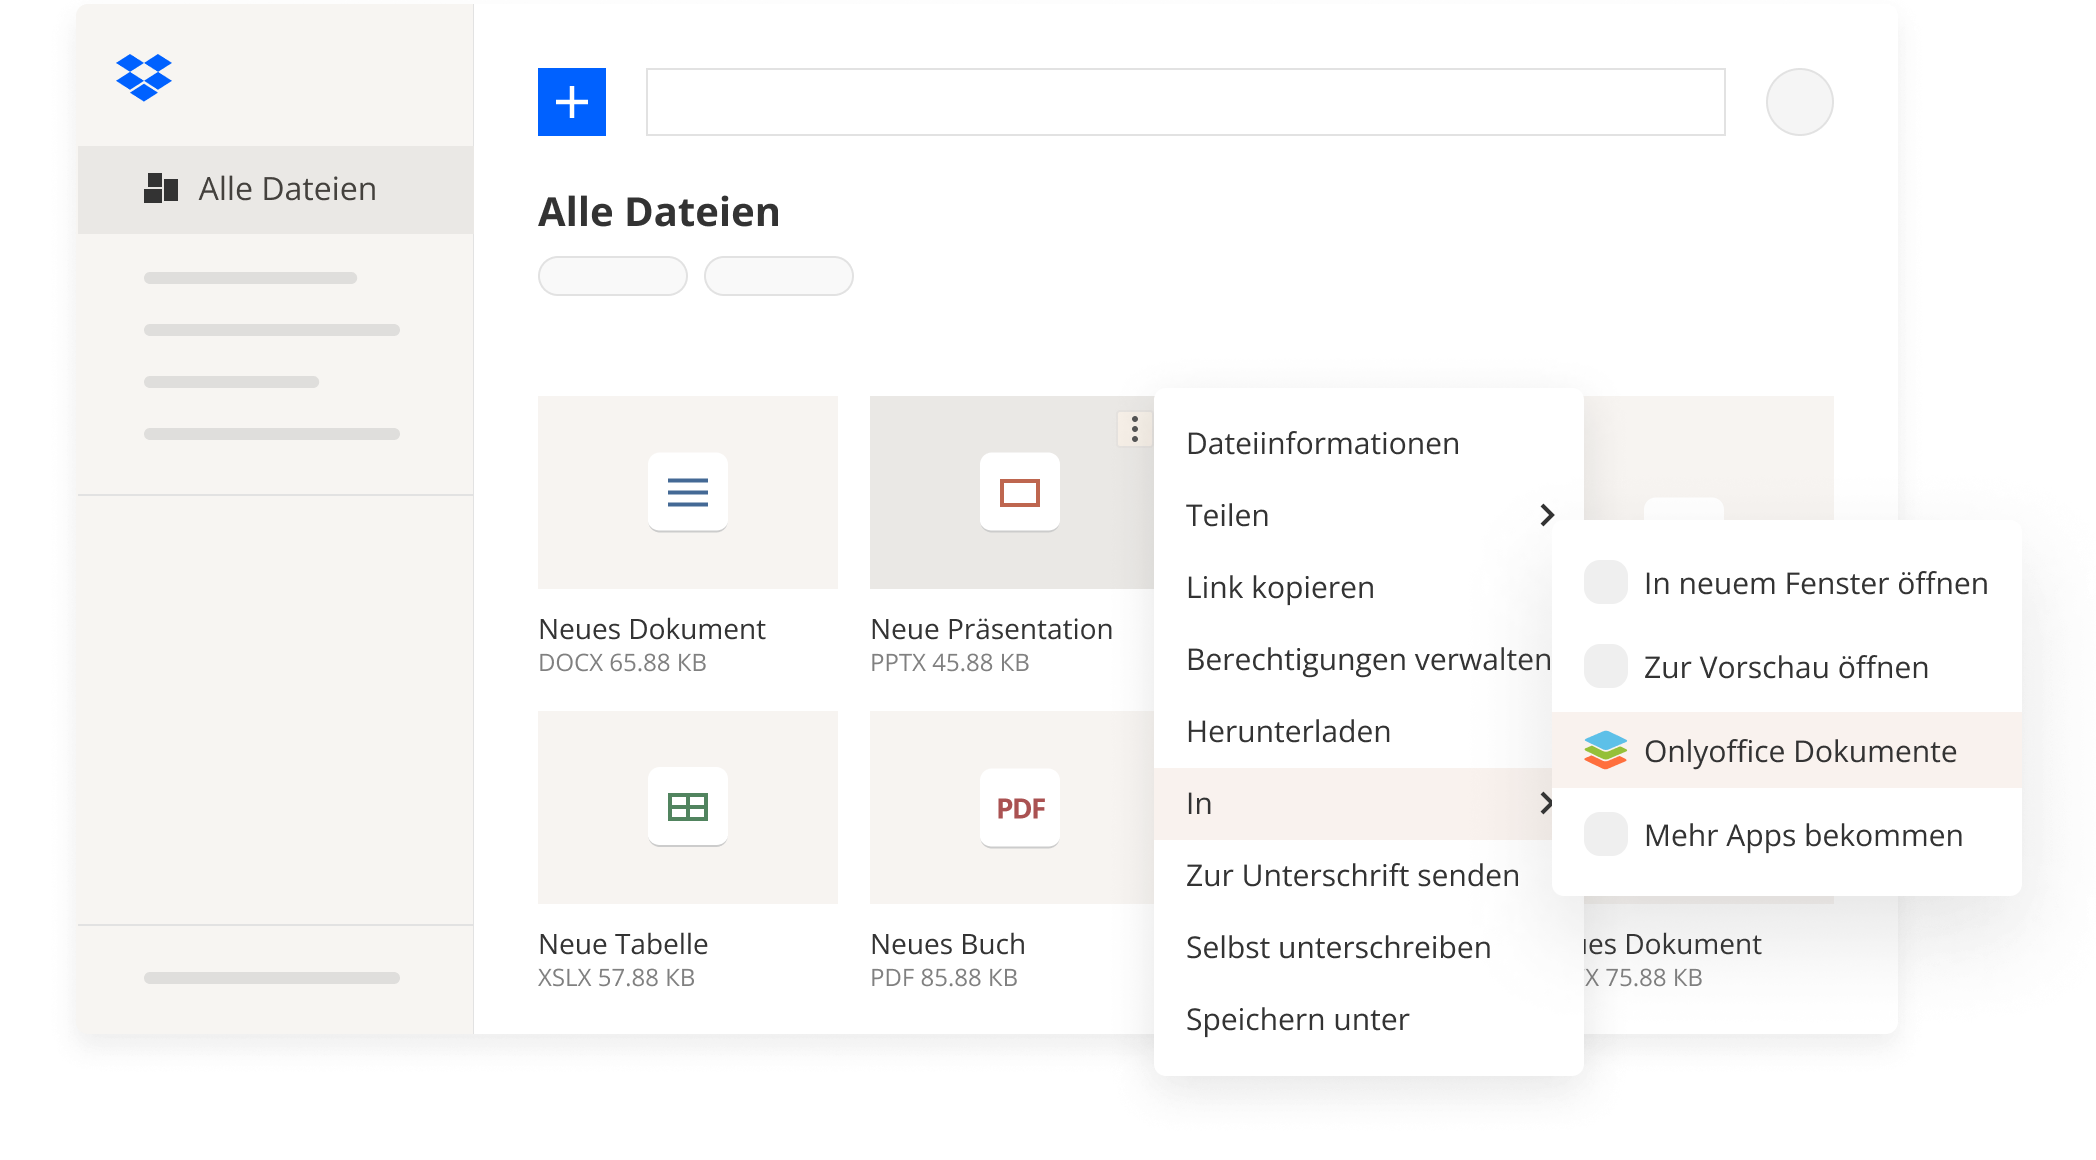 Alle Dateien
Alle Dateien
Neues Dokument
DOCX 65.88 KB
Neue Präsentation
PPTX 45.88 KB
Neue Tabelle
XSLX 57.88 KB
PDF
Neues Buch
PDF 85.88 KB
Dateiinformationen
Teilen
Link kopieren
Berechtigungen verwalten
Herunterladen
In
Zur Unterschrift senden
Selbst unterschreiben
Speichern unter
In neuem Fenster öffnen
Zur Vorschau öffnen
Onlyoffice Dokumente
Mehr Apps bekommen
Dokument
75.88 KB